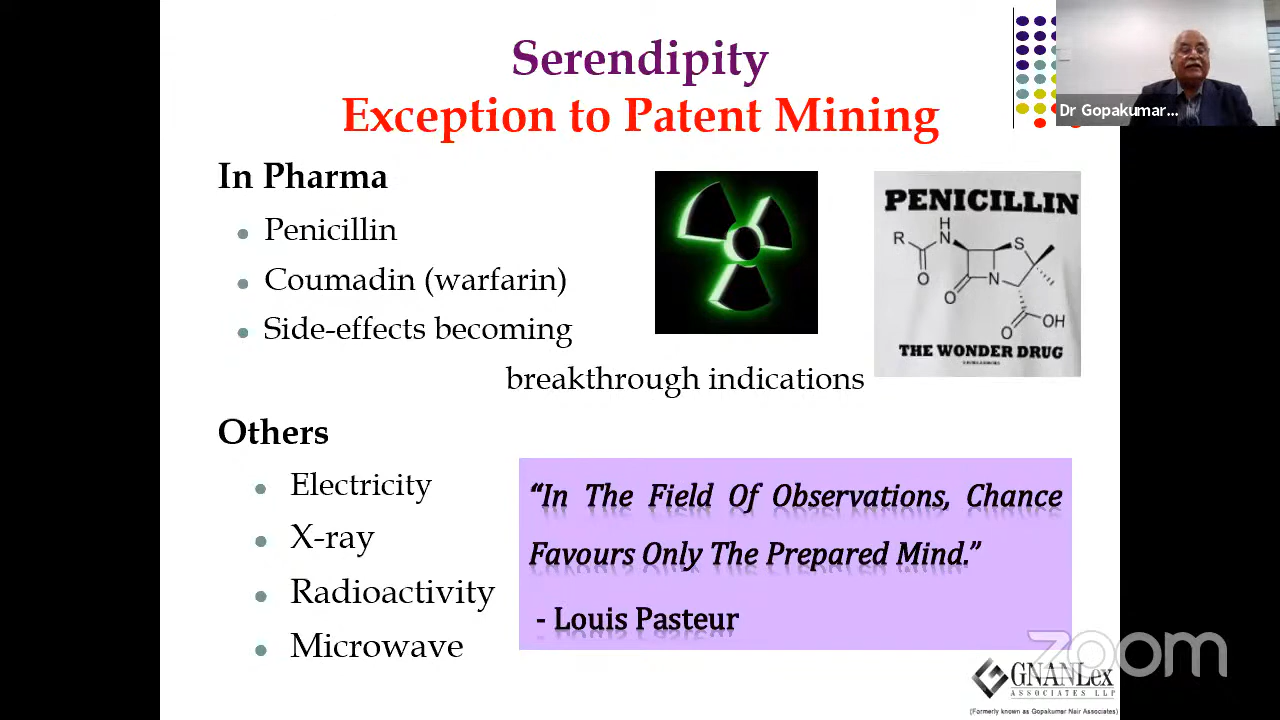 Serendipity
Exception to Patent Mining
Dr Gopakumar...
In Pharma
Penicillin
Coumadin (warfarin)
Side-effects becoming
breakthrough indications
PENICILLIN
H
R
N
S
O
N
O
O
OH
THE WONDER DRUG
Others
Electricity
X-ray
Radioactivity
Microwave
“In The Field Of Observations, Chance
Favours Only The Prepared Mind.”
- Louis Pasteur
zoom
GNANLex
ASSOCIATES LLP
(Formerly known as Gopakumar Nair Associates)